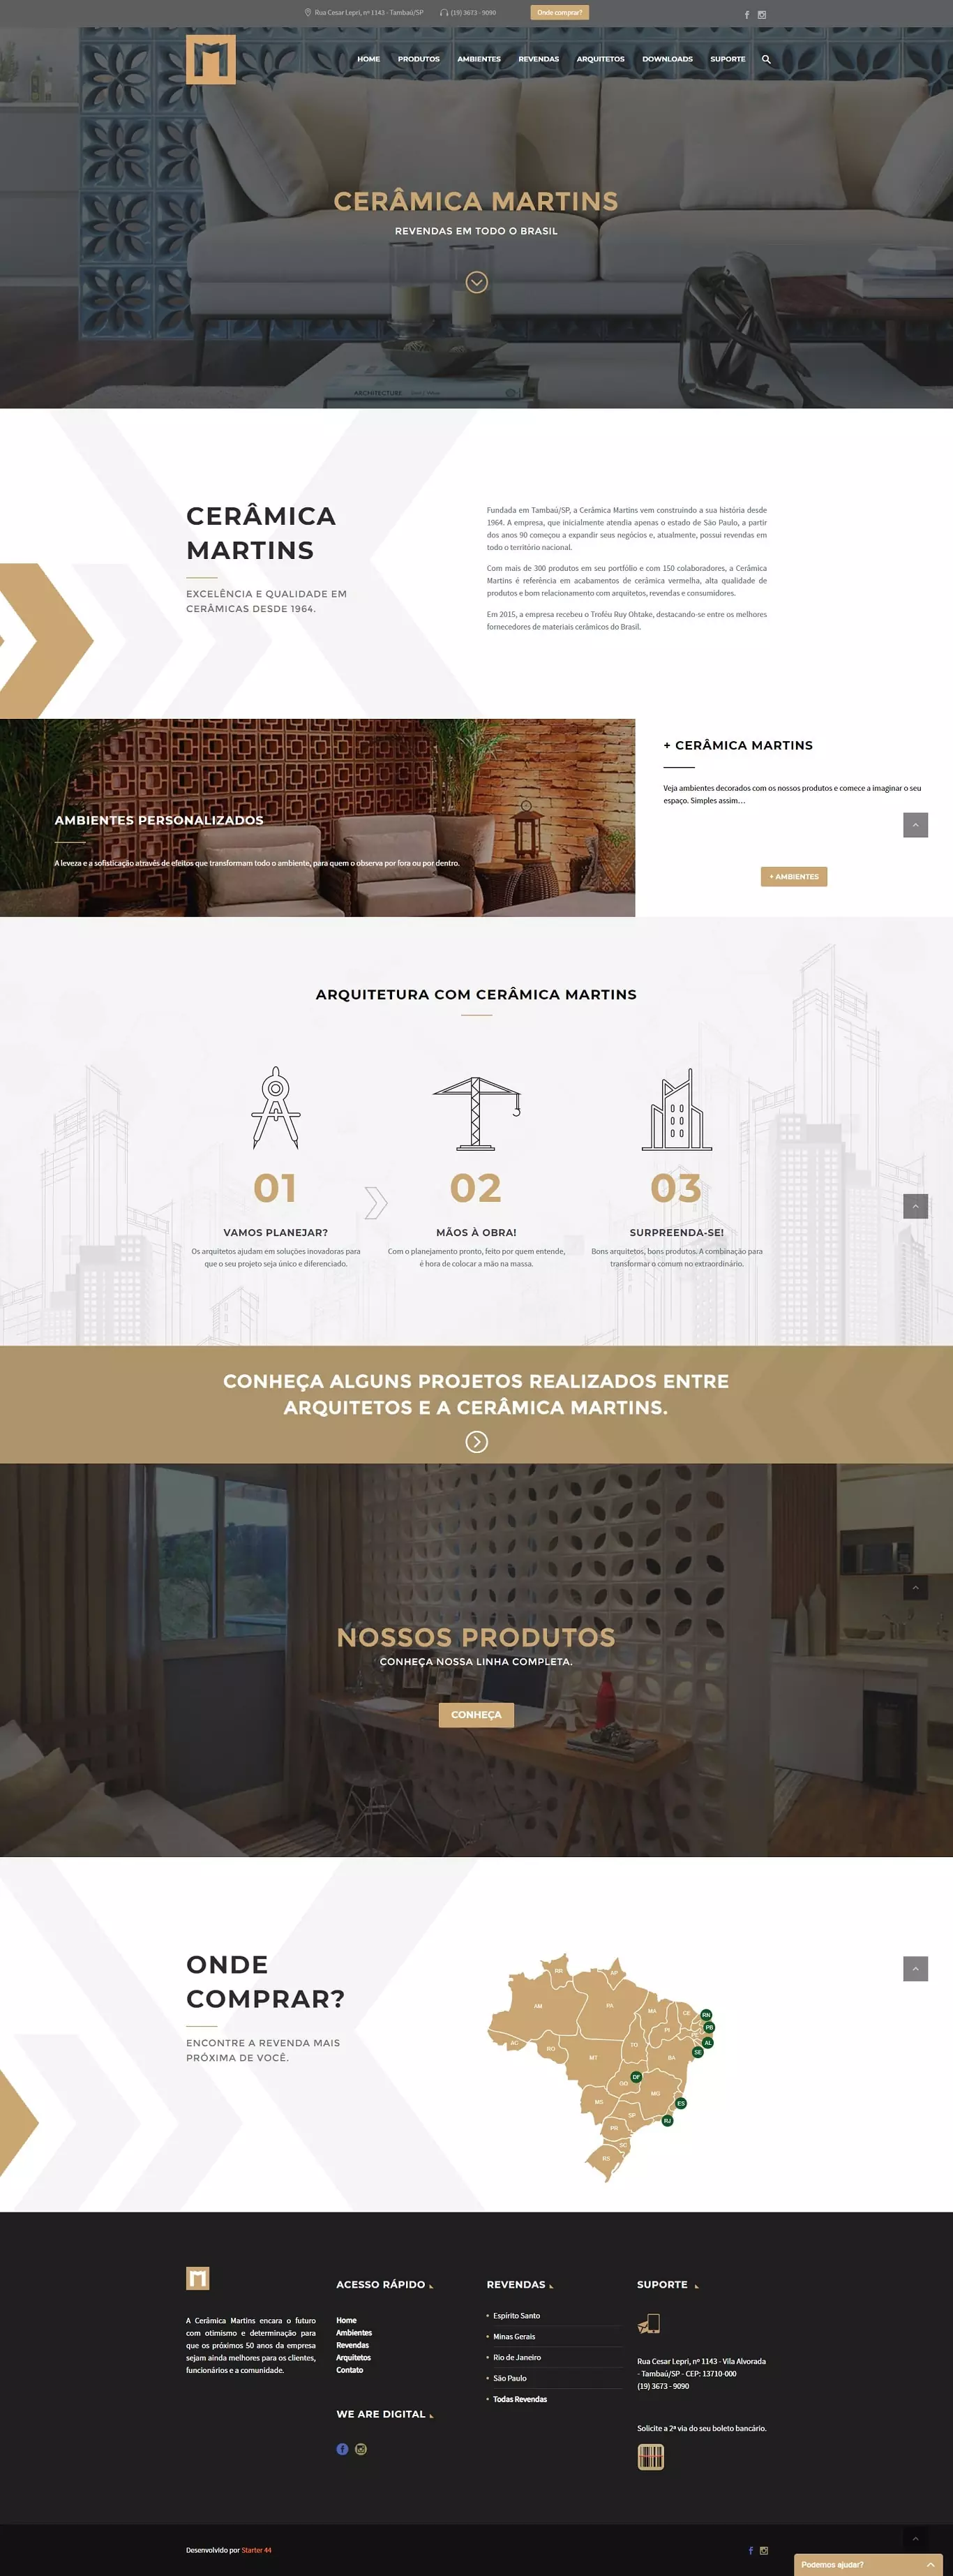 Rua Cesar Lepri, nº 1143 - Tambaú/SP
(19) 3673 - 9090
Onde comprar?
HOME
PRODUTOS
AMBIENTES
REVENDAS
ARQUITETOS
DOWNLOADS
SUPORTE
CERÂMICA MARTINS
REVENDAS EM TODO O BRASIL
ARCHITECTURE
CERÂMICA
MARTINS
EXCELÊNCIA E QUALIDADE EM
CERÂMICAS DESDE 1964.
Fundada em Tambaú/SP, a Cerâmica Martins vem construindo a sua história desde
1964. A empresa, que inicialmente atendia apenas o estado de São Paulo, a partir
dos anos 90 começou a expandir seus negócios e, atualmente, possui revendas em
todo o território nacional.
Com mais de 300 produtos em seu portfólio e com 150 colaboradores, a Cerâmica
Martins é referência em acabamentos de cerâmica vermelha, alta qualidade de
produtos e bom relacionamento com arquitetos, revendas e consumidores.
Em 2015, a empresa recebeu o Troféu Ruy Ohtake, destacando-se entre os melhores
fornecedores de materiais cerâmicos do Brasil.
AMBIENTES PERSONALIZADOS
A leveza e a sofisticação através de efeitos que transformam todo o ambiente, para quem o observa por fora ou por dentro.
+ CERÂMICA MARTINS
Veja ambientes decorados com os nossos produtos e comece a imaginar o seu
espaço. Simples assim…
+ AMBIENTES
ARQUITETURA COM CERÂMICA MARTINS
01
VAMOS PLANEJAR?
Os arquitetos ajudam em soluções inovadoras para
que o seu projeto seja único e diferenciado.
02
MÃOS À OBRA!
Com o planejamento pronto, feito por quem entende,
é hora de colocar a mão na massa.
03
SURPREENDA-SE!
Bons arquitetos, bons produtos. A combinação para
transformar o comum no extraordinário.
CONHEÇA ALGUNS PROJETOS REALIZADOS ENTRE
ARQUITETOS E A CERÂMICA MARTINS.
NOSSOS PRODUTOS
CONHEÇA NOSSA LINHA COMPLETA.
CONHEÇA
ONDE
COMPRAR?
ENCONTRE A REVENDA MAIS
PRÓXIMA DE VOCÊ.
RR
AP
AM
PA
MA
CE
RN
PB
PI
AL
AC
RO
TO
SE
MT
BA
DF
GO
MG
MS
ES
SP
RJ
PR
SC
RS
A Cerâmica Martins encara o futuro
com otimismo e determinação para
que os próximos 50 anos da empresa
sejam ainda melhores para os clientes,
funcionários e a comunidade.
ACESSO RÁPIDO
Home
Ambientes
Revendas
Arquitetos
Contato
WE ARE DIGITAL
REVENDAS
Espírito Santo
Minas Gerais
Rio de Janeiro
São Paulo
Todas Revendas
SUPORTE
Rua Cesar Lepri, nº 1143 - Vila Alvorada
- Tambaú/SP - CEP: 13710-000
(19) 3673 - 9090
Solicite a 2ª via do seu boleto bancário.
Desenvolvido por Starter 44
Podemos ajudar?